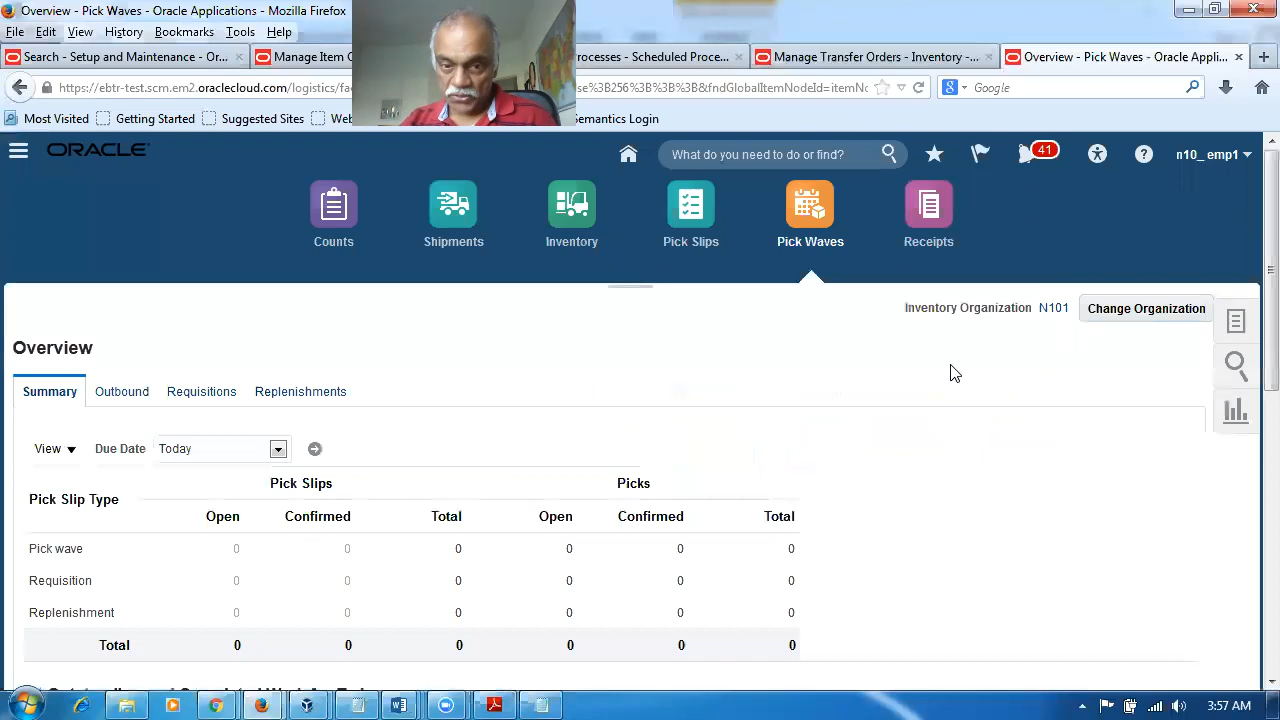 Overview - Pick Waves - Oracle Applications - Mozilla Firefox
File Edit View History Bookmarks Tools Help
Search - Setup and Maintenance - Or...
Manage Item
Processes - Scheduled Proce...
Manage Transfer Orders - Inventory -...
Overview - Pick Waves - Oracle Appli...
https://ebtr-test.scm.em2.oraclecloud.com/logistics/
Google
Most Visited
Getting Started
Suggested Sites
emantics Login
ORACLE
What do you need to do or find?
41
n10_emp1
Counts
Shipments
Inventory
Pick Slips
Pick Waves
Receipts
Inventory Organization N101 Change Organization
Overview
Summary Outbound Requisitions Replenishments
View Due Date Today
Pick Slip Type Pick Slips Picks
Open Confirmed Total Open Confirmed Total
Pick wave 0 0 0 0 0 0
Requisition 0 0 0 0 0 0
Replenishment 0 0 0 0 0 0
Total 0 0 0 0 0 0
3:57 AM